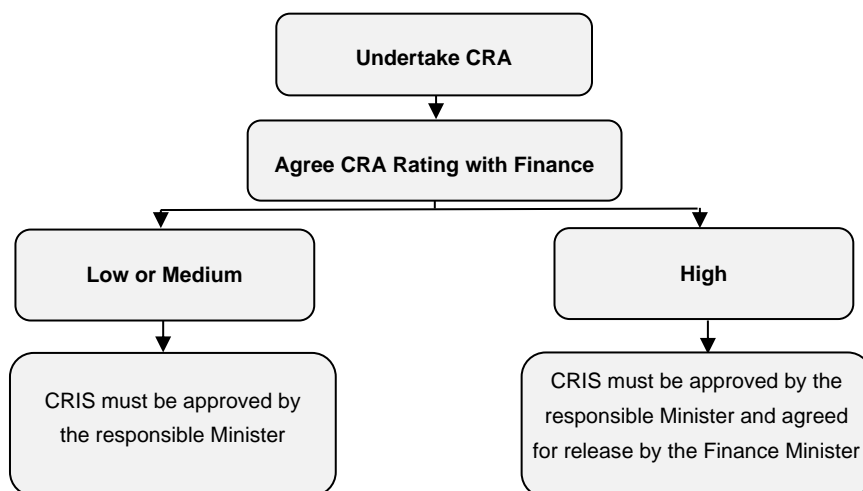 Undertake CRA
Agree CRA Rating with Finance
Low or Medium
High
CRIS must be approved by
the responsible Minister
CRIS must be approved by the
responsible Minister and agreed
for release by the Finance Minister